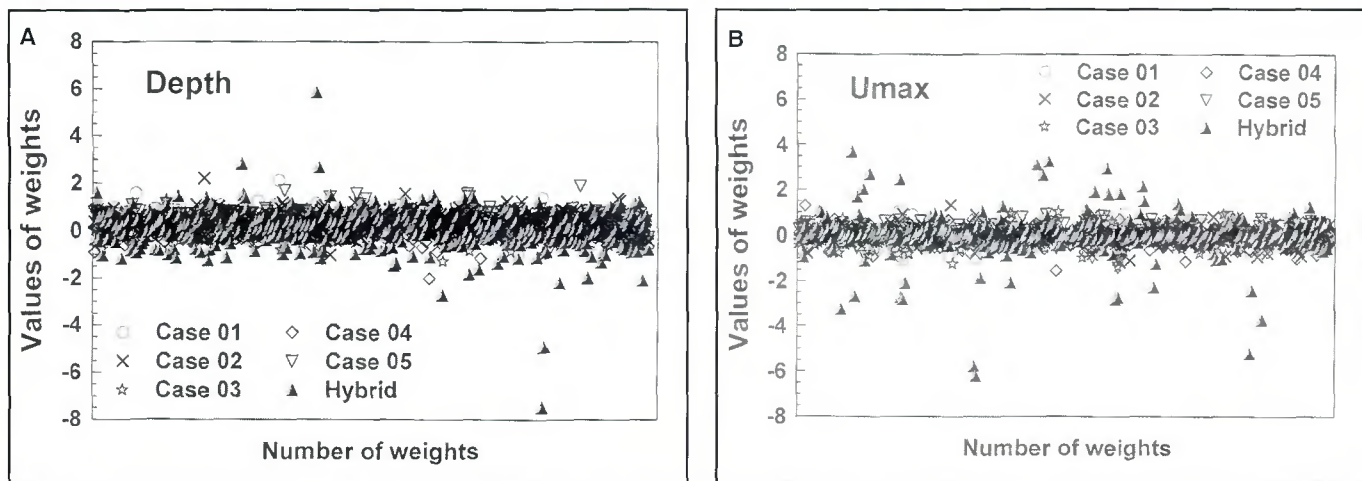 A
Depth
Values of weights
8
6
4
2
0
-2
-4
-6
-8
Case 01
Case 04
Case 02
Case 05
Case 03
Hybrid
Number of weights
B
Umax
Values of weights
8
6
4
2
0
-2
-4
-6
-8
Case 01
Case 04
Case 02
Case 05
Case 03
Hybrid
Number of weights